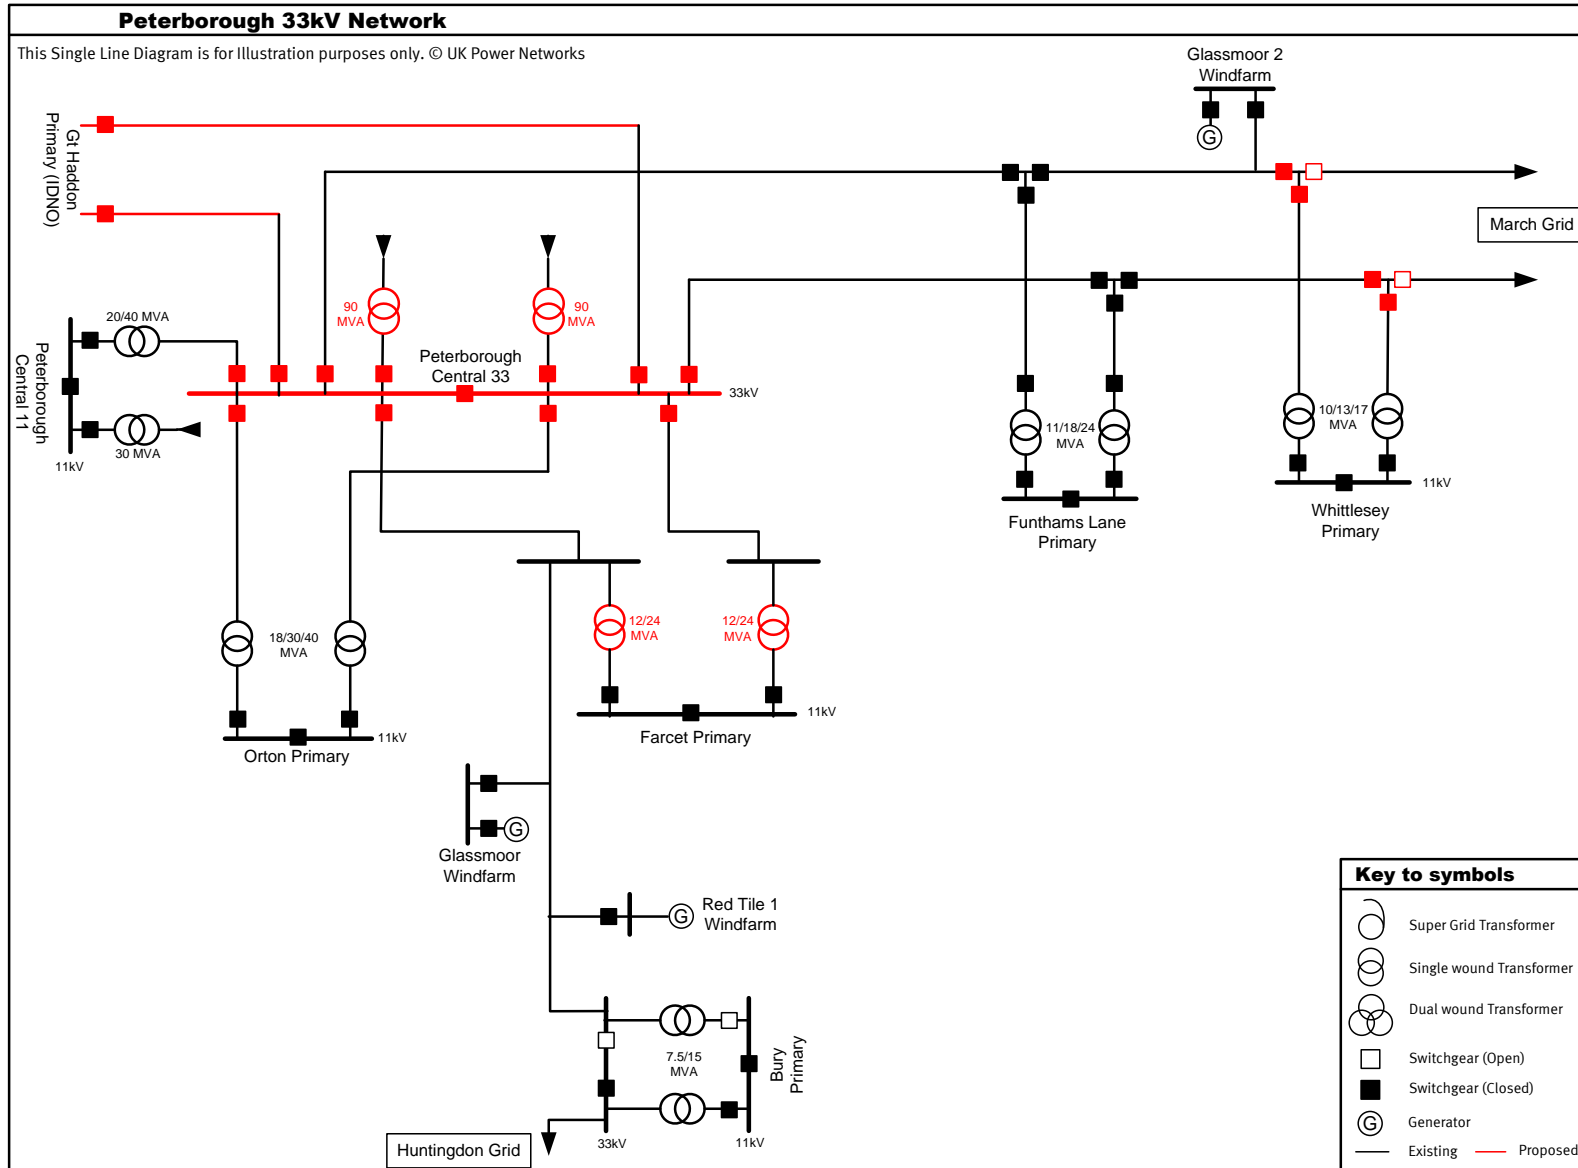 Peterborough 33kV Network
This Single Line Diagram is for Illustration purposes only. © UK Power Networks
Glassmoor 2
Windfarm
G
Gt Haddon
Primary (IDNO)
March Grid
90
MVA
90
MVA
20/40 MVA
Peterborough
Central 33
33kV
Peterborough
Central 11
30 MVA
11kV
11/18/24
MVA
10/13/17
MVA
11kV
Funthams Lane
Primary
Whittlesey
Primary
18/30/40
MVA
12/24
MVA
12/24
MVA
11kV
11kV
Orton Primary
Farcet Primary
G
Glassmoor
Windfarm
Red Tile 1
Windfarm
G
7.5/15
MVA
Bury
Primary
33kV
11kV
Huntingdon Grid
Key to symbols
Super Grid Transformer
Single wound Transformer
Dual wound Transformer
Switchgear (Open)
Switchgear (Closed)
G
Generator
Existing
Proposed